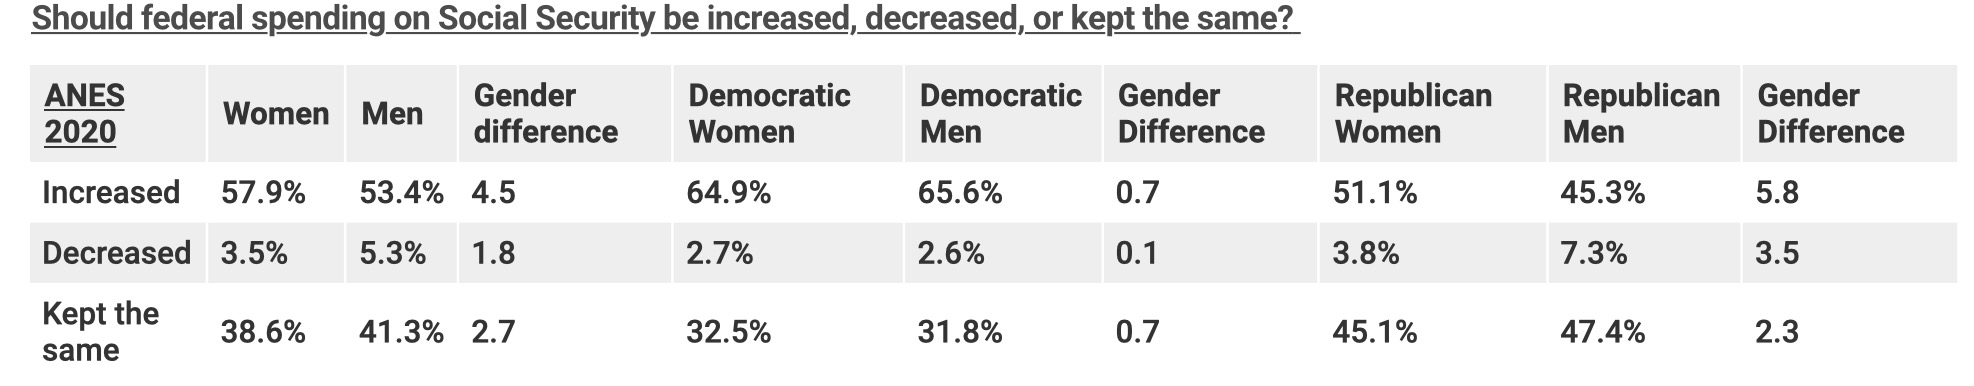 Should federal spending on Social Security be increased, decreased, or kept the same?
ANES 2020 Women Men Gender difference Democratic Women Democratic Men Gender Difference Republican Women Republican Men Gender Difference
Increased 57.9% 53.4% 4.5 64.9% 65.6% 0.7 51.1% 45.3% 5.8
Decreased 3.5% 5.3% 1.8 2.7% 2.6% 0.1 3.8% 7.3% 3.5
Kept the same 38.6% 41.3% 2.7 32.5% 31.8% 0.7 45.1% 47.4% 2.3